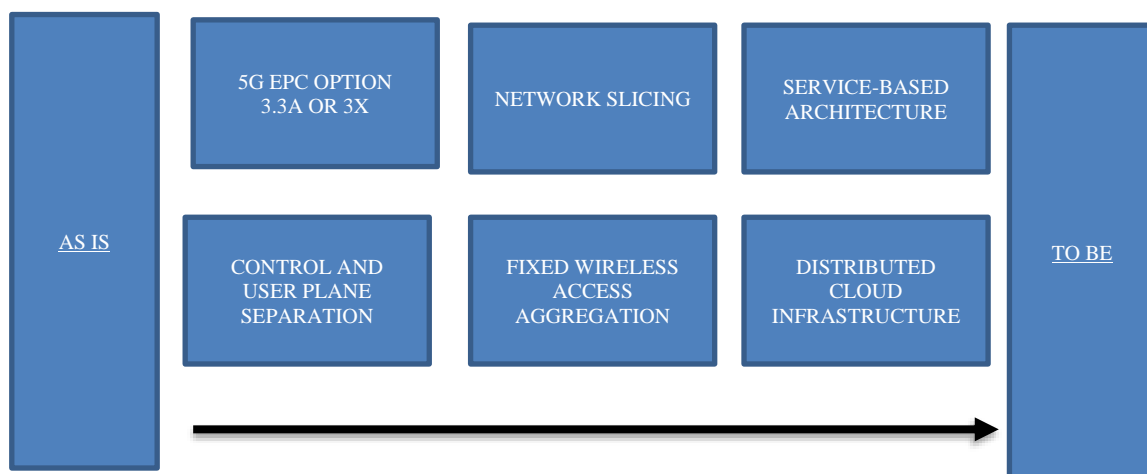 AS IS
5G EPC OPTION
3.3A OR 3X
NETWORK SLICING
SERVICE-BASED
ARCHITECTURE
CONTROL AND
USER PLANE
SEPARATION
FIXED WIRELESS
ACCESS
AGGREGATION
DISTRIBUTED
CLOUD
INFRASTRUCTURE
TO BE